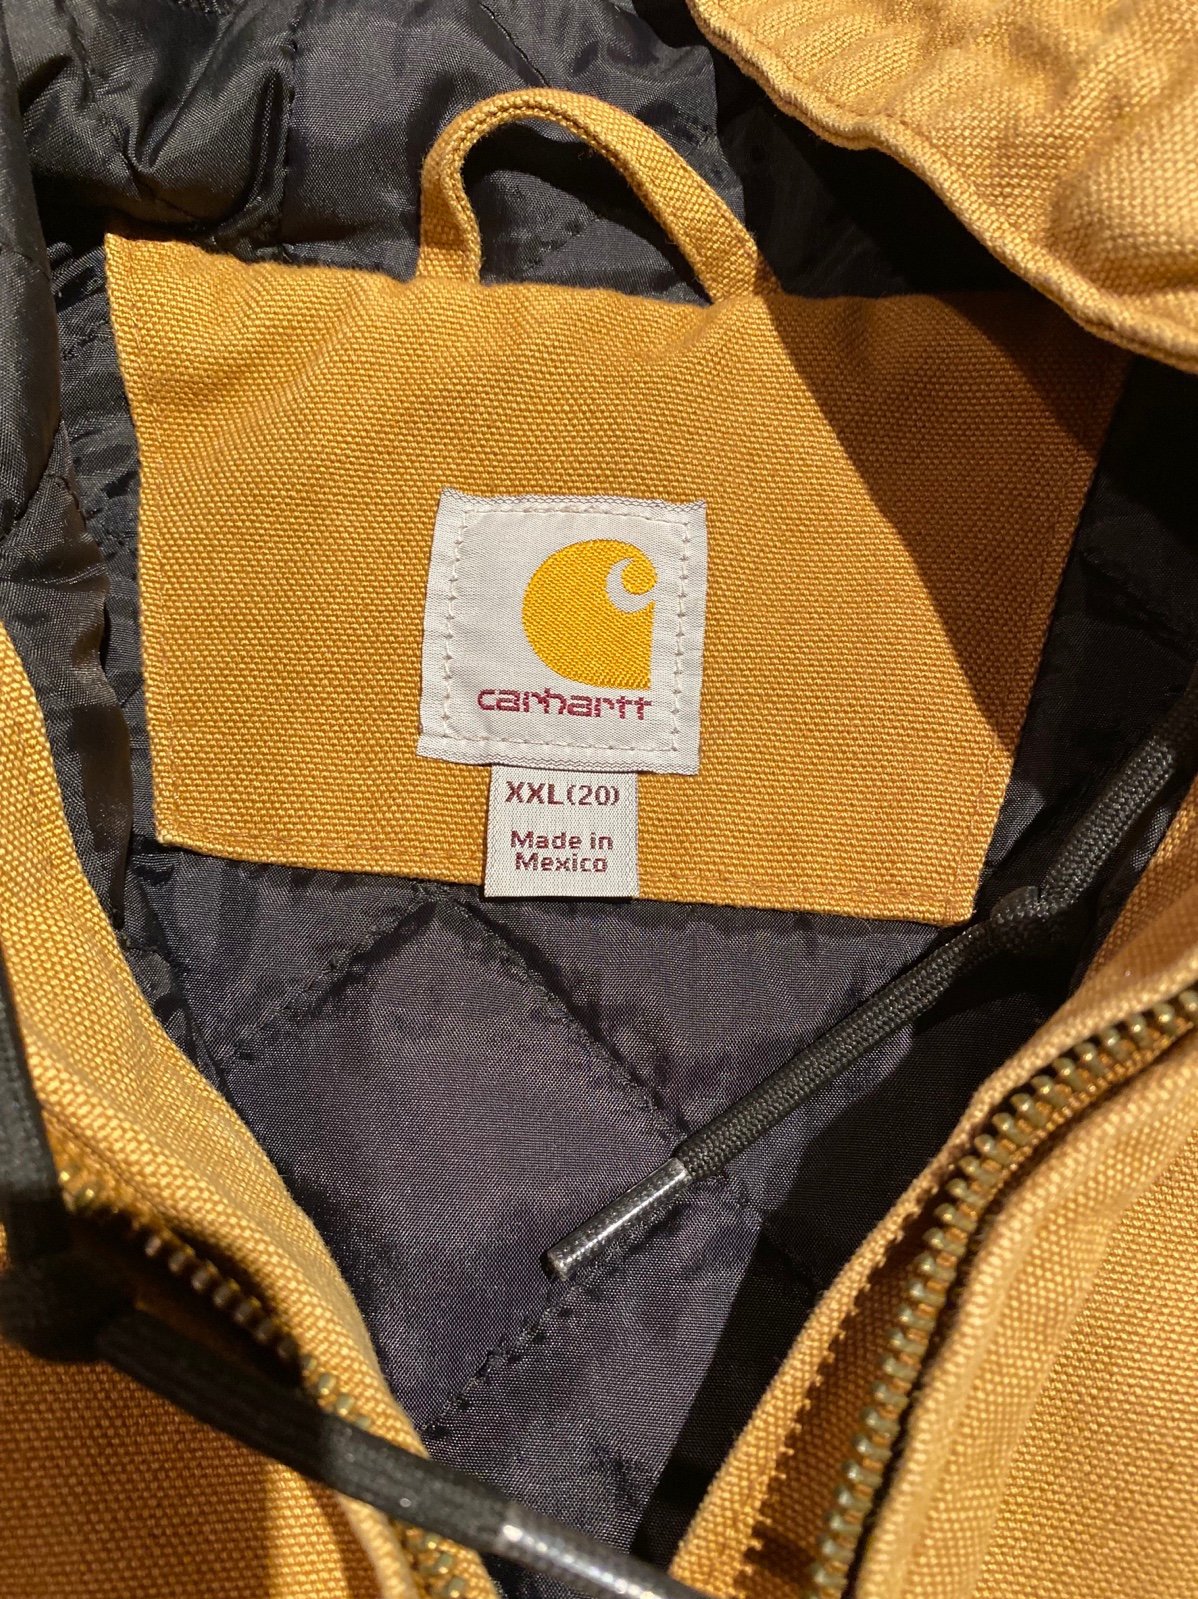 carhartt
XXL(20)
Made in
Mexico